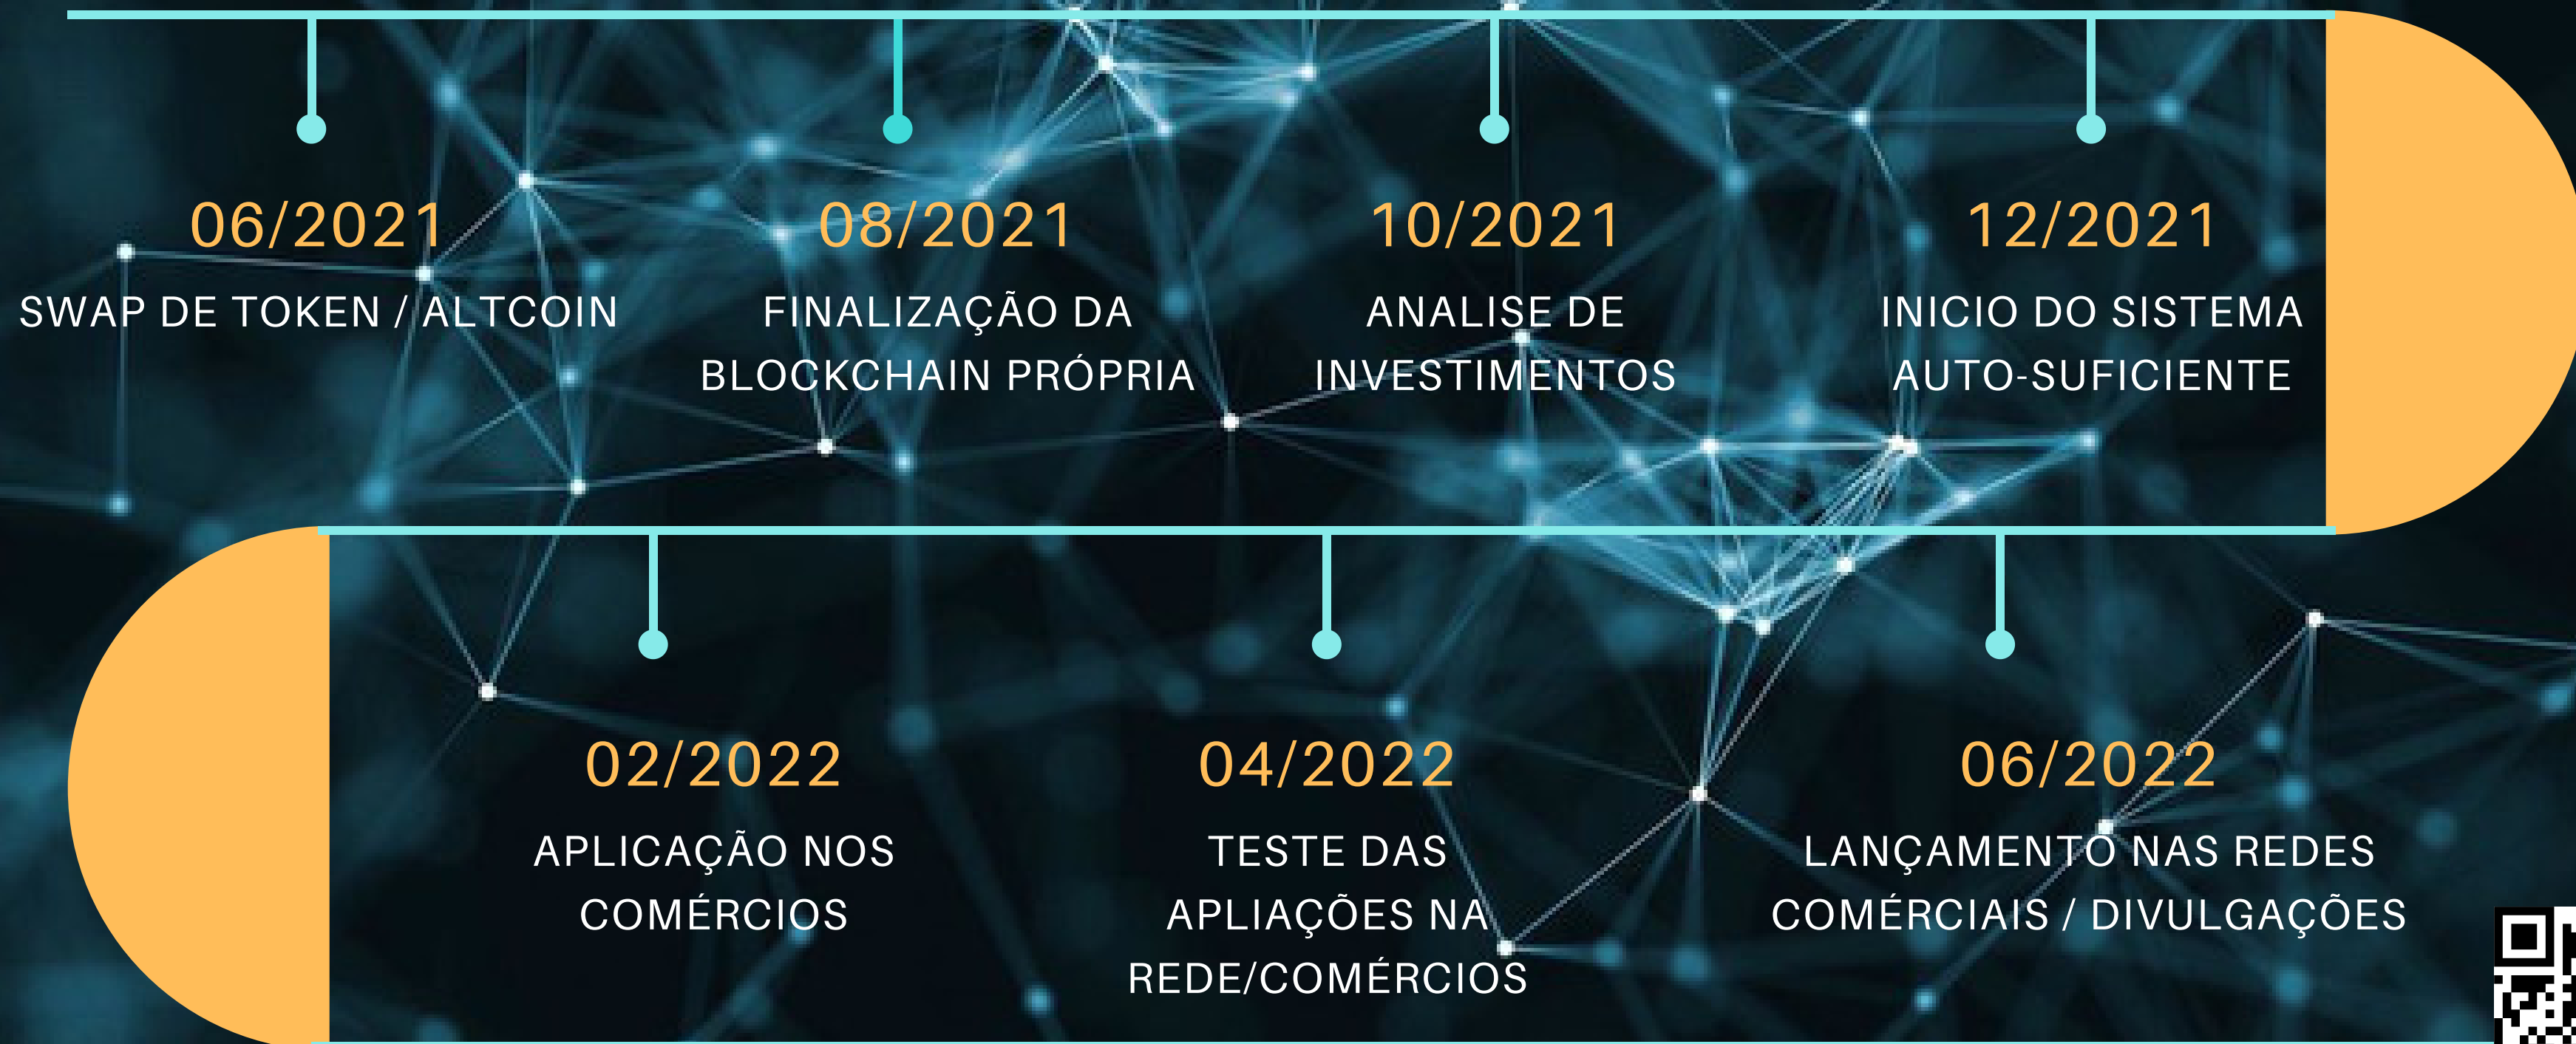 06/2021
SWAP DE TOKEN / ALTCOIN
08/2021
FINALIZAÇÃO DA
BLOCKCHAIN PRÓPRIA
10/2021
ANALISE DE
INVESTIMENTOS
12/2021
INICIO DO SISTEMA
AUTO-SUFICIENTE
02/2022
APLICAÇÃO NOS
COMÉRCIOS
04/2022
TESTE DAS
APLIAÇÕES NA
REDE/COMÉRCIOS
06/2022
LANÇAMENTO NAS REDES
COMÉRCIAIS / DIVULGAÇÕES